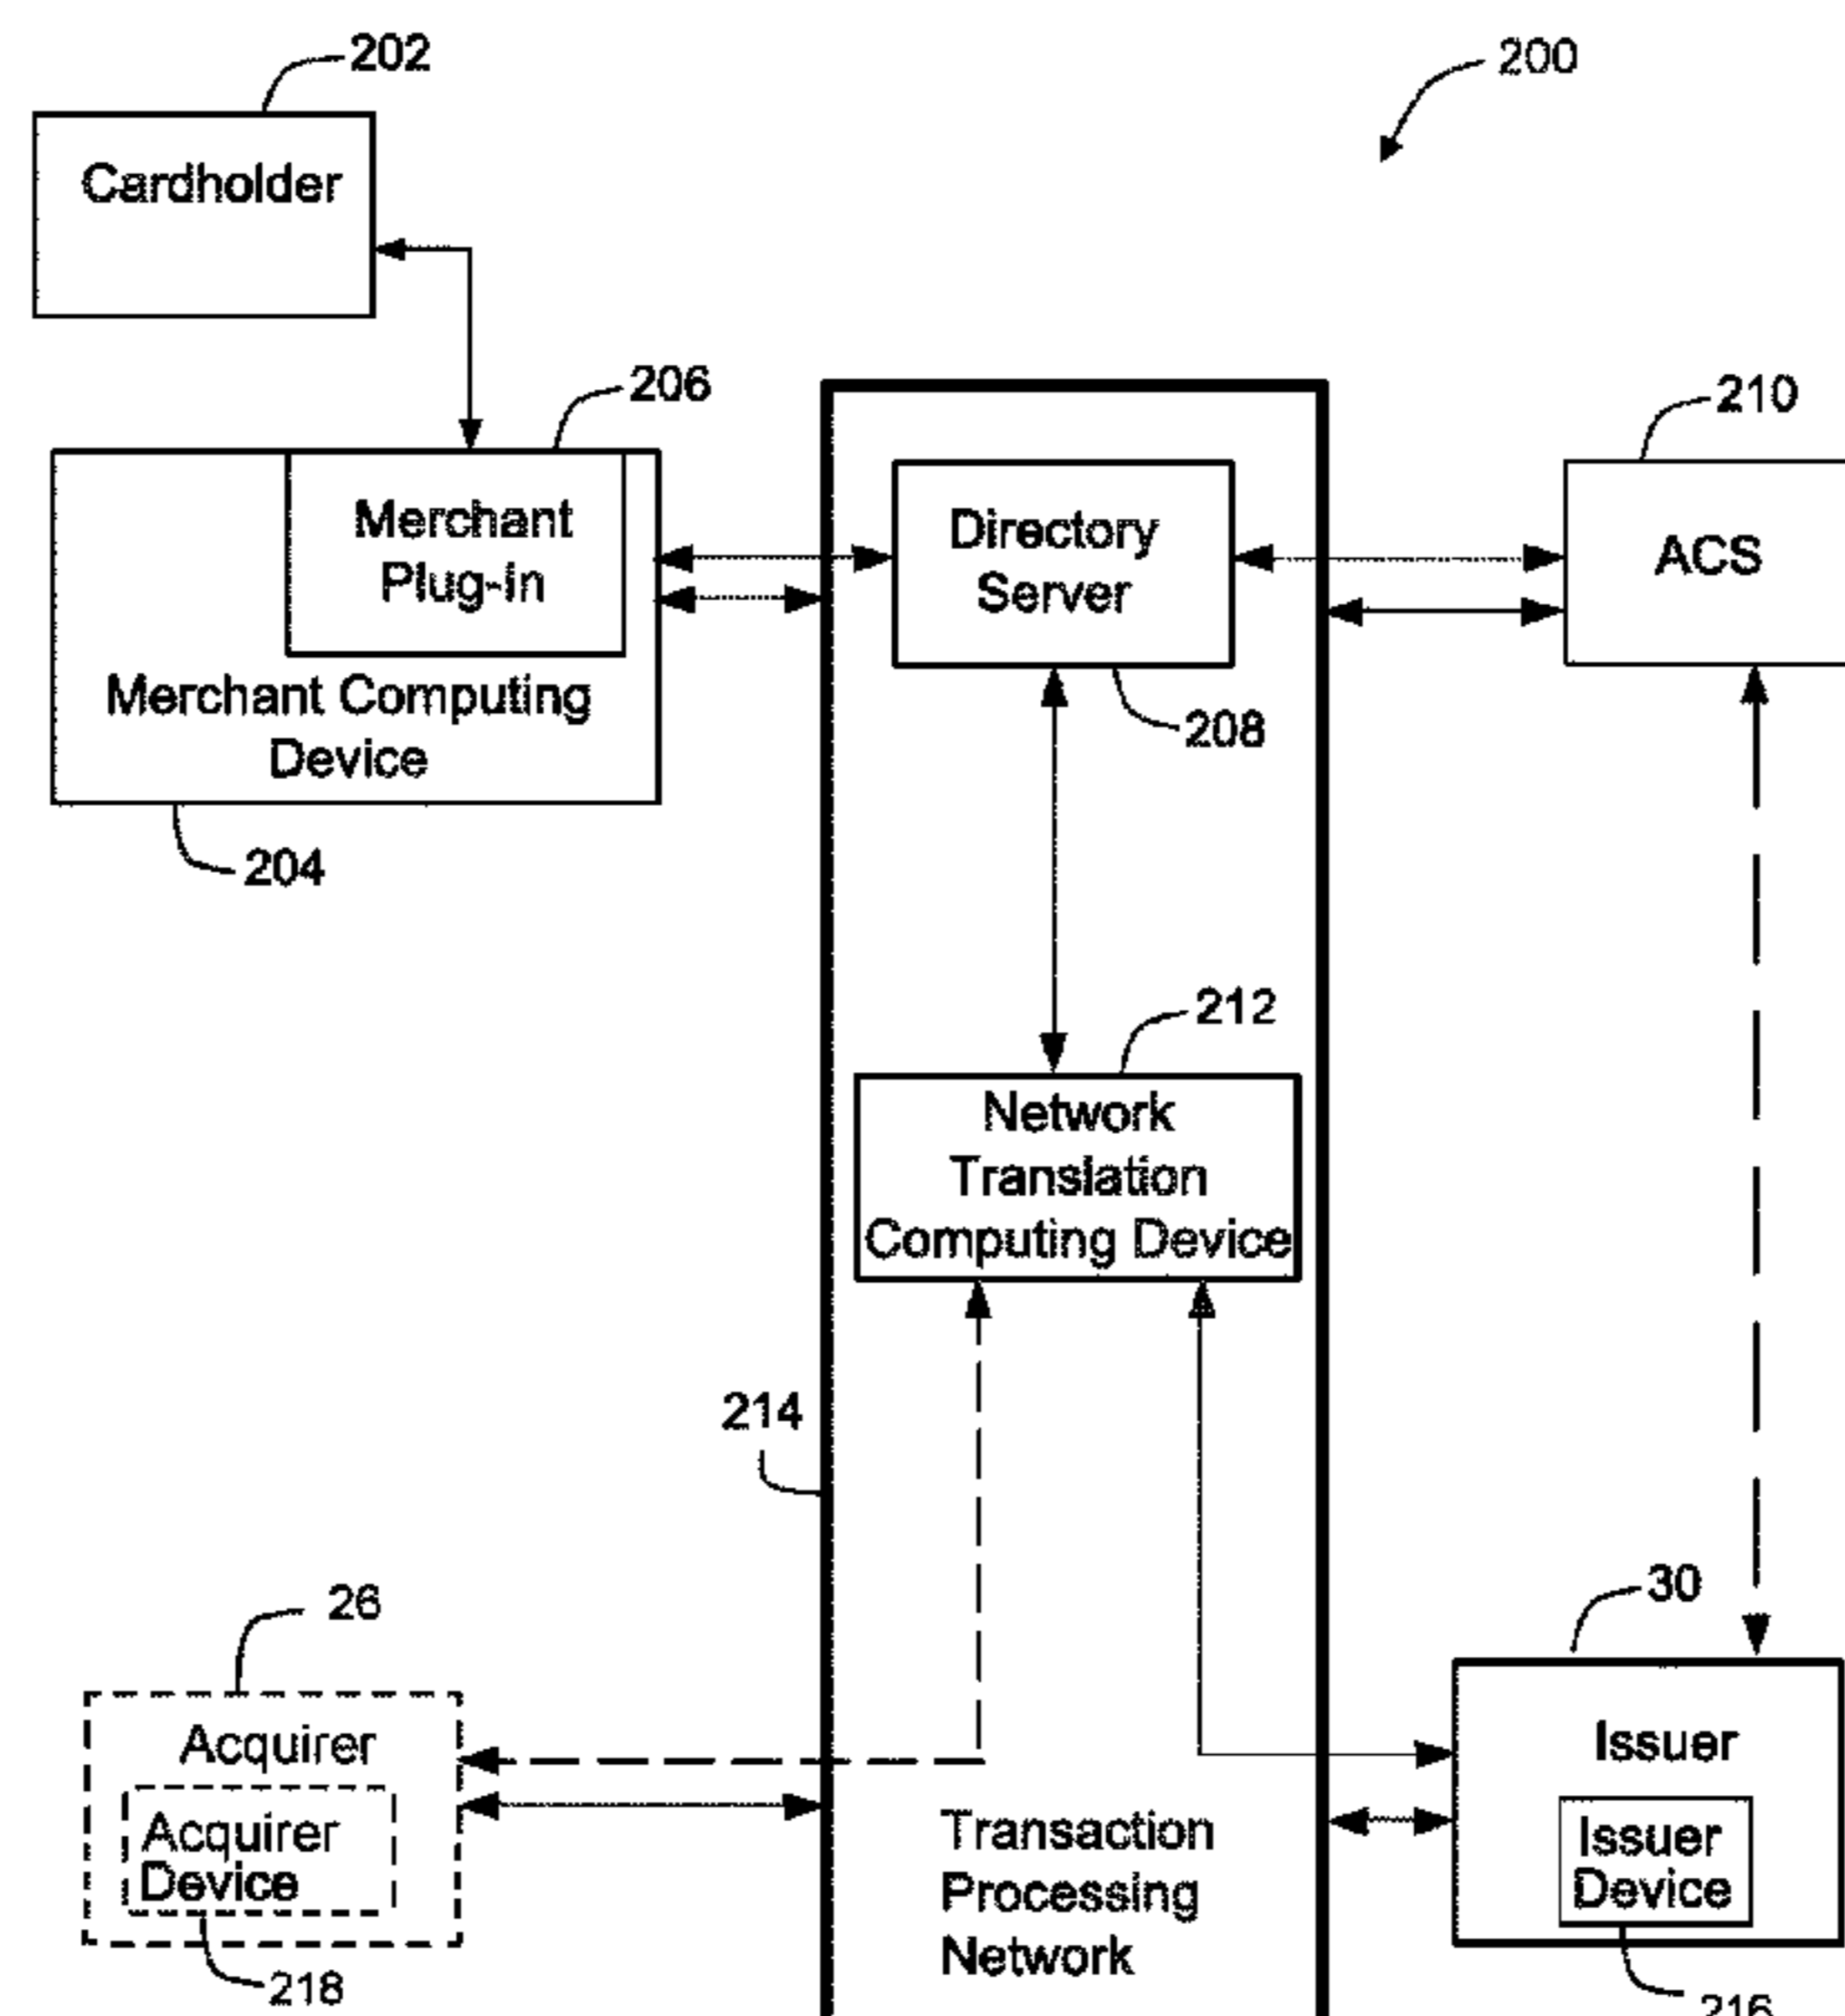 202
200
Cardholder
206
210
Merchant
Plug-in
Directory
Server
ACS
Merchant Computing
Device
208
204
212
Network
Translation
Computing Device
214
26
30
Acquirer
Acquirer
Device
218
Transaction
Processing
Network
Issuer
Issuer
Device
216